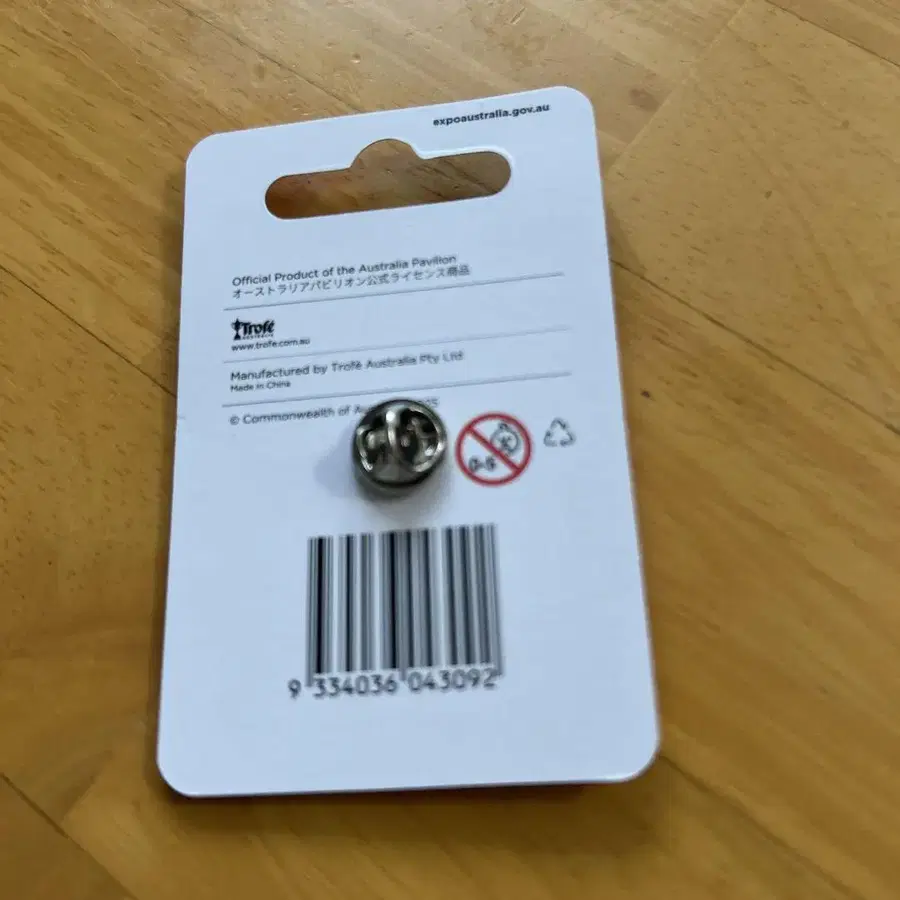 expoaustralia.gov.au
Official Product of the Australia Pavilion
オーストラリアパビリオン公式ライセンス商品
Trofé
AUSTRALIA
www.trofe.com.au
Manufactured by Trofé Australia Pty Ltd
Made in China
© Commonwealth of
0-5
9 334036 043092